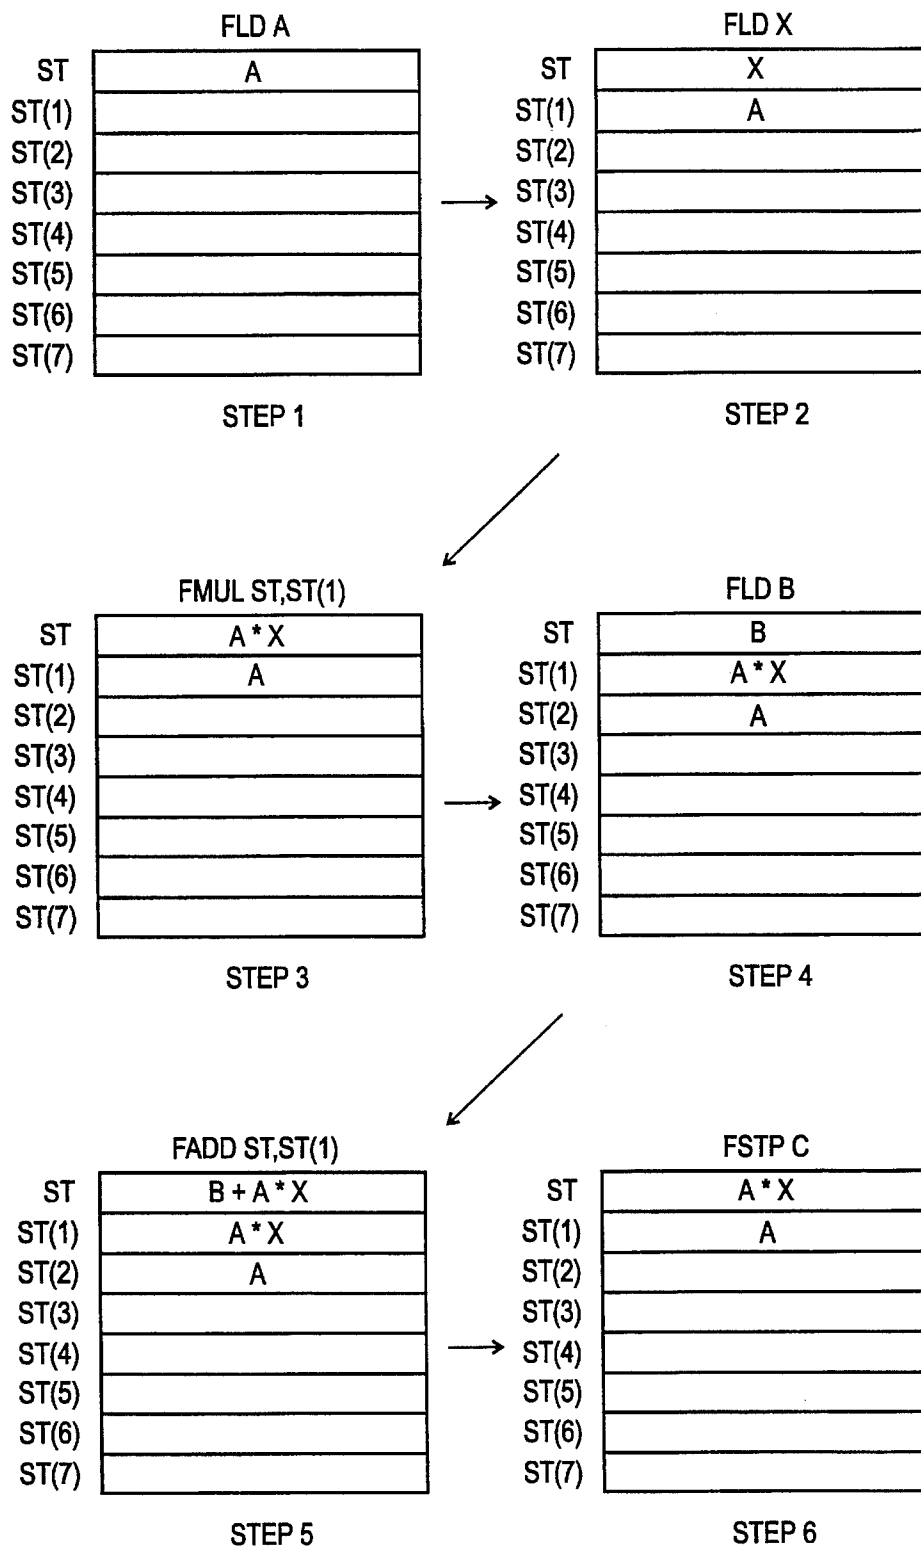 FLD A
ST A
ST(1)
ST(2)
ST(3)
ST(4)
ST(5)
ST(6)
ST(7)
STEP 1
FLD X
ST X
ST(1) A
ST(2)
ST(3)
ST(4)
ST(5)
ST(6)
ST(7)
STEP 2
FMUL ST,ST(1)
ST A * X
ST(1) A
ST(2)
ST(3)
ST(4)
ST(5)
ST(6)
ST(7)
STEP 3
FLD B
ST B
ST(1) A * X
ST(2) A
ST(3)
ST(4)
ST(5)
ST(6)
ST(7)
STEP 4
FADD ST,ST(1)
ST B + A * X
ST(1) A * X
ST(2) A
ST(3)
ST(4)
ST(5)
ST(6)
ST(7)
STEP 5
FSTP C
ST A * X
ST(1) A
ST(2)
ST(3)
ST(4)
ST(5)
ST(6)
ST(7)
STEP 6